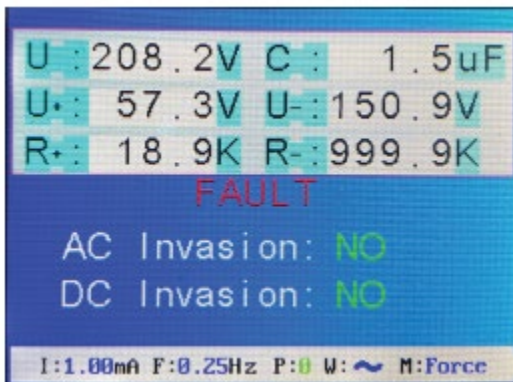 U : 208.2V C : 1.5uF
U+: 57.3V U-: 150.9V
R+: 18.9K R-: 999.9K
FAULT
AC Invasion: NO
DC Invasion: NO
I:1.00mA F:0.25Hz P:0 W:~ M:Force